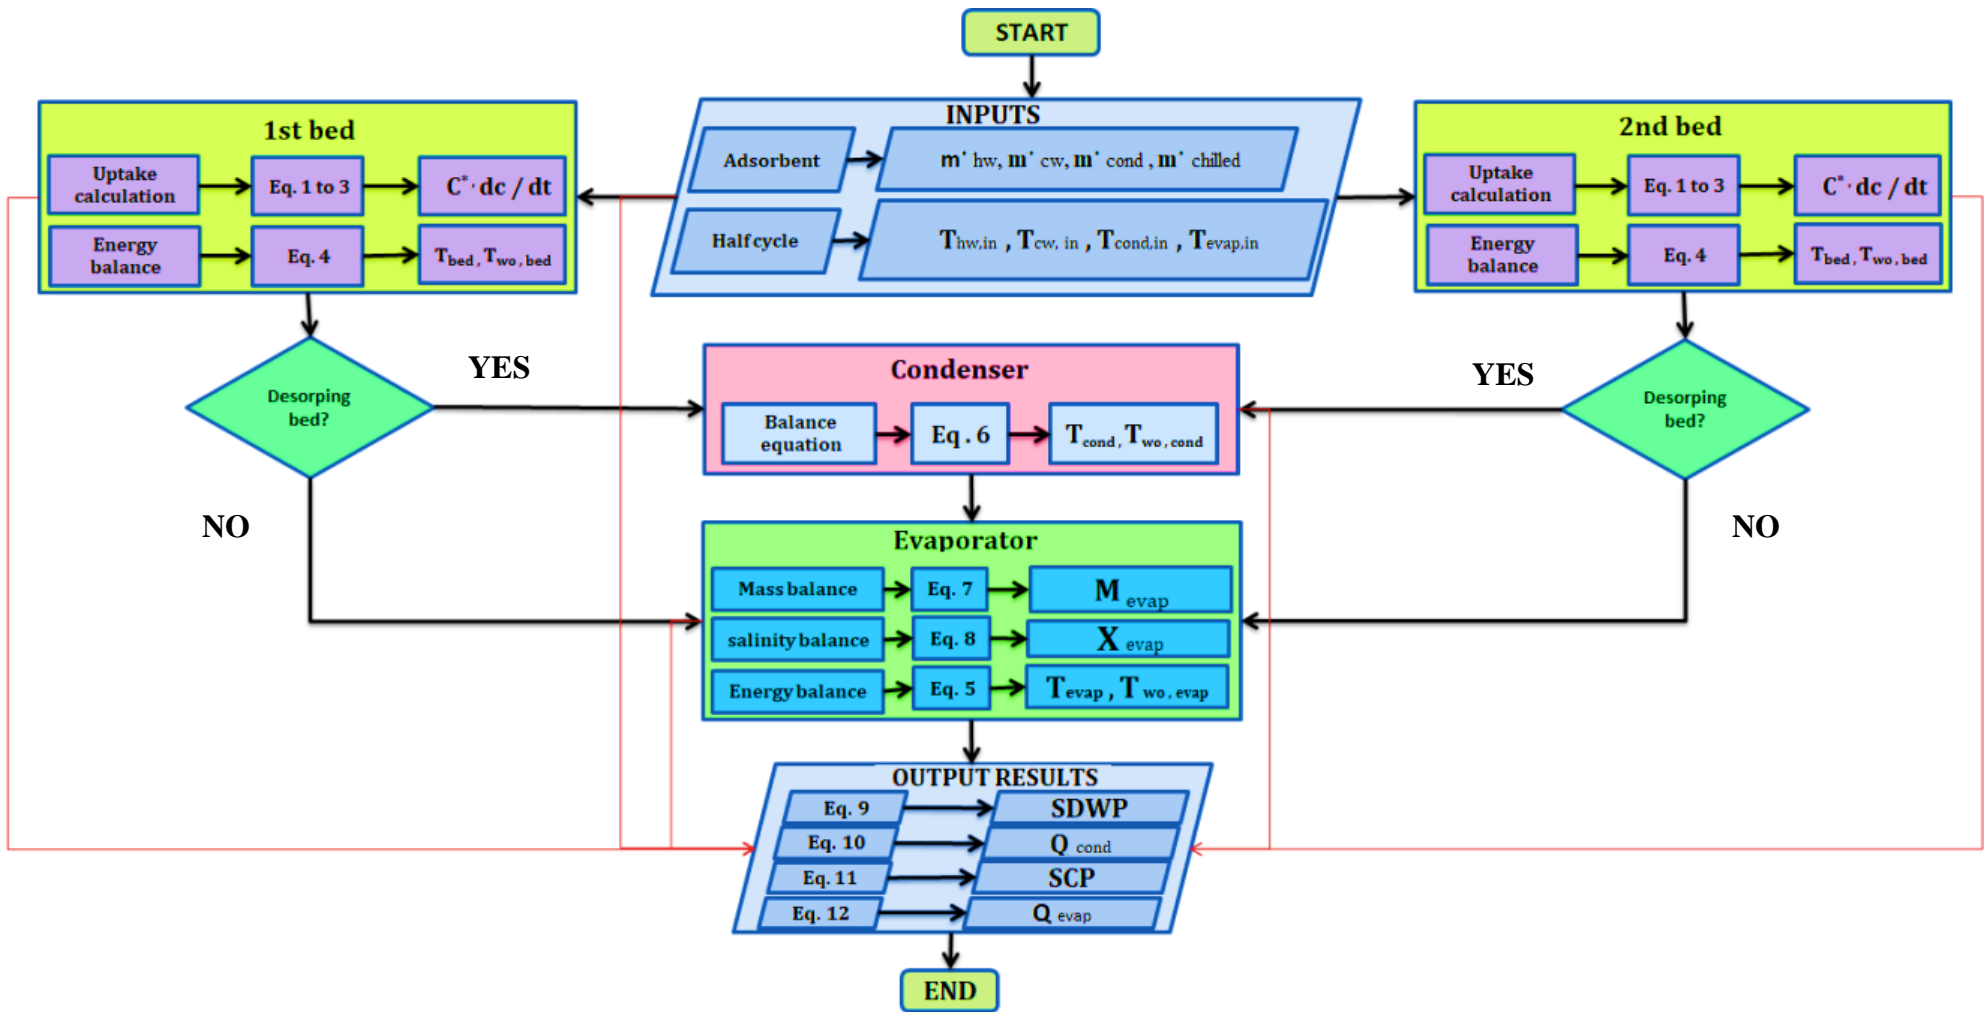 START
INPUTS
Adsorbent
m˙ hw, m˙ cw, m˙ cond , m˙ chilled
Half cycle
Thw,in , Tcw, in , Tcond,in , Tevap,in
1st bed
Uptake
calculation
Eq. 1 to 3
C*, dc / dt
Energy
balance
Eq. 4
Tbed, Two, bed
2nd bed
Uptake
calculation
Eq. 1 to 3
C*, dc / dt
Energy
balance
Eq. 4
Tbed, Two, bed
Desorping
bed?
YES
NO
Desorping
bed?
YES
NO
Condenser
Balance
equation
Eq. 6
Tcond, Two, cond
Evaporator
Mass balance
Eq. 7
M evap
salinity balance
Eq. 8
X evap
Energy balance
Eq. 5
Tevap , T wo, evap
OUTPUT RESULTS
Eq. 9
SDWP
Eq. 10
Q cond
Eq. 11
SCP
Eq. 12
Q evap
END